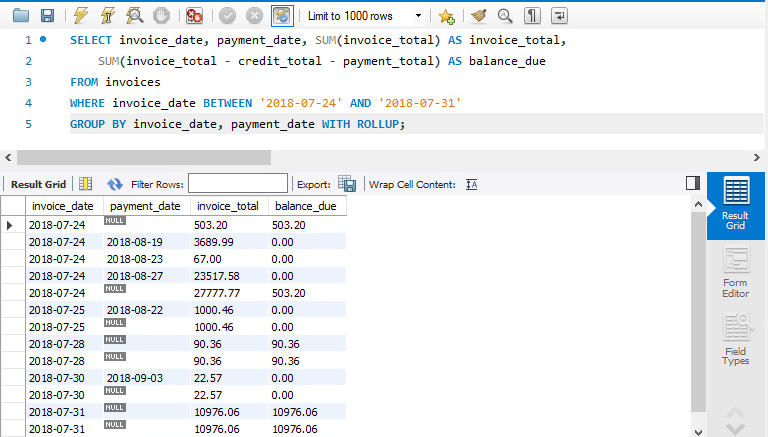 Limit to 1000 rows
1 SELECT invoice_date, payment_date, SUM(invoice_total) AS invoice_total,
2 SUM(invoice_total - credit_total - payment_total) AS balance_due
3 FROM invoices
4 WHERE invoice_date BETWEEN '2018-07-24' AND '2018-07-31'
5 GROUP BY invoice_date, payment_date WITH ROLLUP;
Result Grid Filter Rows: Export: Wrap Cell Content: IA
invoice_date payment_date invoice_total balance_due
2018-07-24 NULL 503.20 503.20
2018-07-24 2018-08-19 3689.99 0.00
2018-07-24 2018-08-23 67.00 0.00
2018-07-24 2018-08-27 23517.58 0.00
2018-07-24 NULL 27777.77 503.20
2018-07-25 2018-08-22 1000.46 0.00
2018-07-25 NULL 1000.46 0.00
2018-07-28 NULL 90.36 90.36
2018-07-28 NULL 90.36 90.36
2018-07-30 2018-09-03 22.57 0.00
2018-07-30 NULL 22.57 0.00
2018-07-31 NULL 10976.06 10976.06
2018-07-31 NULL 10976.06 10976.06
Result
Grid
Form
Editor
Field
Types